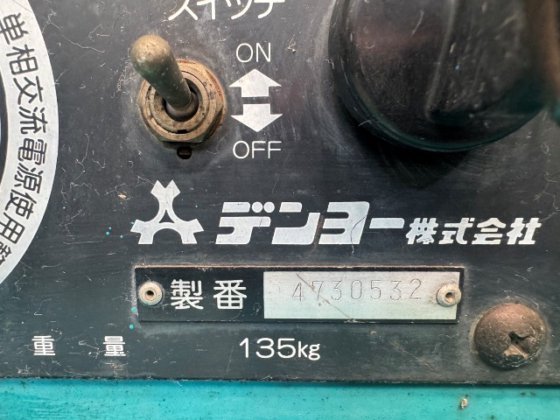 スイッチ
ON
OFF
単相交流電源使用
デンヨー株式会社
製番 4730532
重量 135kg